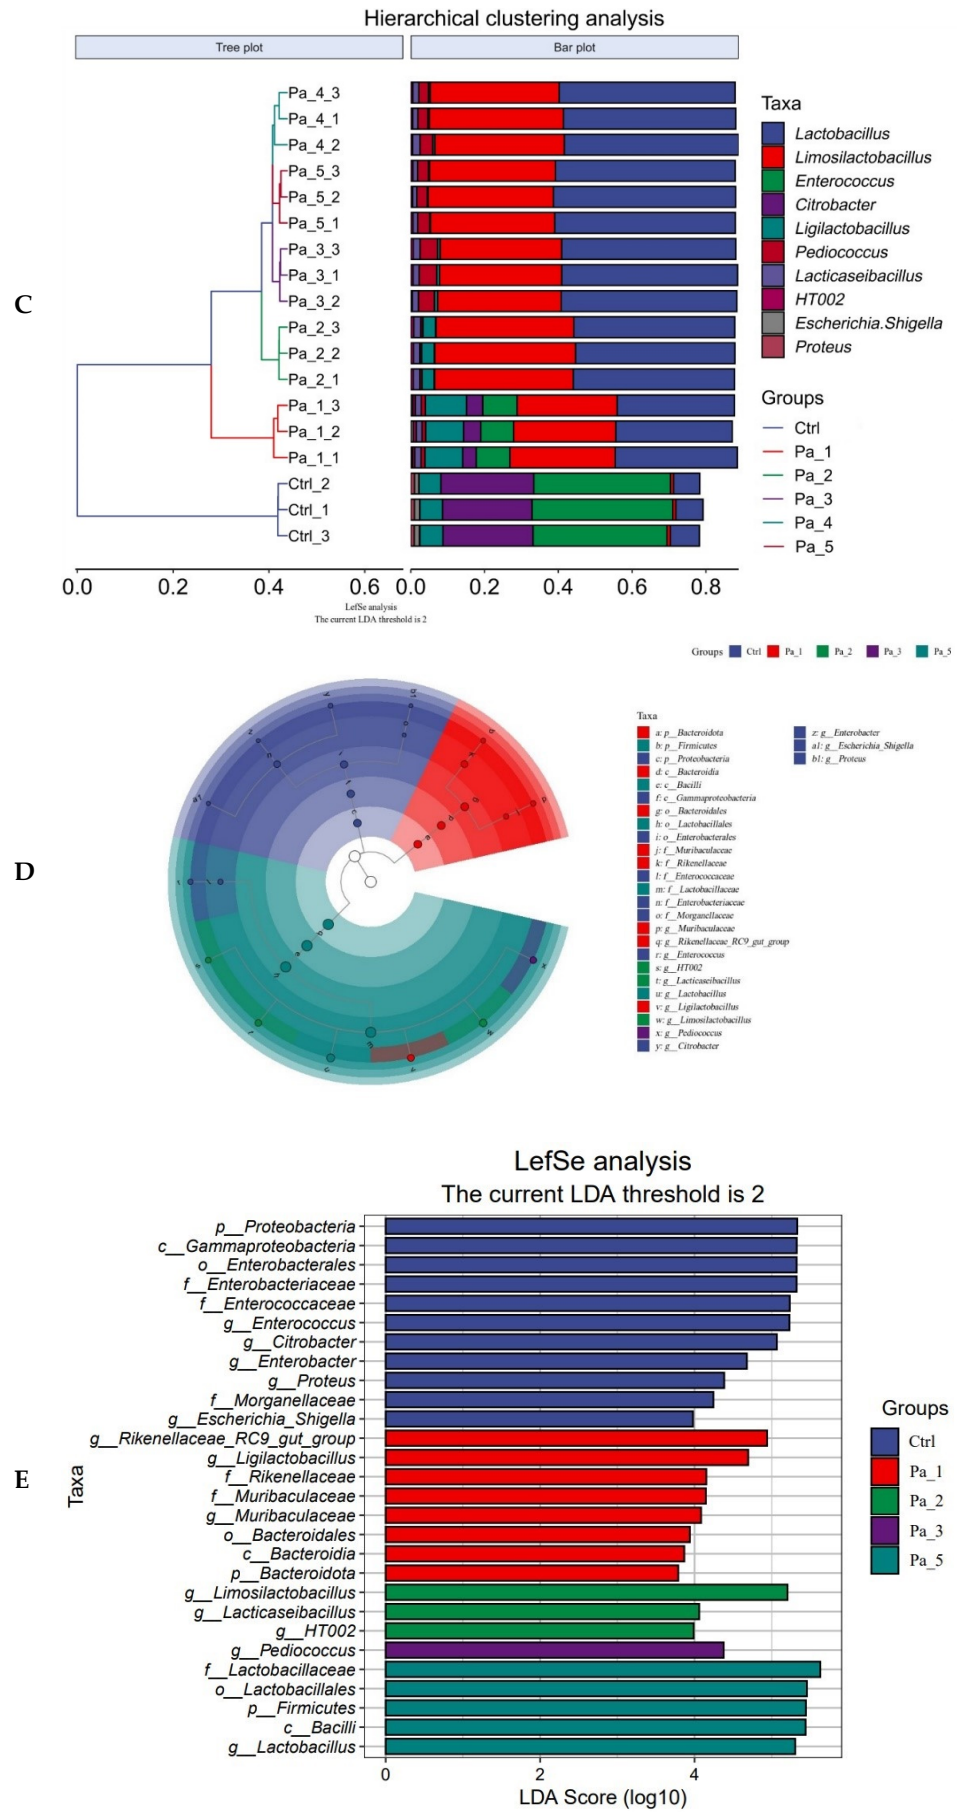 Hierarchical clustering analysis
Tree plot
Bar plot
Pa_4_3
Pa_4_1
Pa_4_2
Pa_5_3
Pa_5_2
Pa_5_1
Pa_3_3
Pa_3_1
Pa_3_2
Pa_2_3
Pa_2_2
Pa_2_1
Pa_1_3
Pa_1_2
Pa_1_1
Ctrl_2
Ctrl_1
Ctrl_3
0.0 0.2 0.4 0.6 0.0 0.2 0.4 0.6 0.8
Taxa
Lactobacillus
Limosilactobacillus
Enterococcus
Citrobacter
Ligilactobacillus
Pediococcus
Lacticaseibacillus
HT002
Escherichia.Shigella
Proteus
Groups
Ctrl
Pa_1
Pa_2
Pa_3
Pa_4
Pa_5
C
LefSe analysis
The current LDA threshold is 2
Groups Ctrl Pa_1 Pa_2 Pa_3 Pa_5
D
Taxa
a: p__Bacteroidota
b: p__Firmicutes
c: p__Proteobacteria
d: c__Bacteroidia
e: c__Bacilli
f: c__Gammaproteobacteria
g: o__Bacteroidales
h: o__Lactobacillales
i: o__Enterobacterales
j: f__Muribaculaceae
k: f__Rikenellaceae
l: f__Enterococcaceae
m: f__Lactobacillaceae
n: f__Enterobacteriaceae
o: f__Morganellaceae
p: g__Muribaculaceae
q: g__Rikenellaceae_RC9_gut_group
r: g__Enterococcus
s: g__HT002
t: g__Lacticaseibacillus
u: g__Lactobacillus
v: g__Ligilactobacillus
w: g__Limosilactobacillus
x: g__Pediococcus
y: g__Citrobacter
z: g__Enterobacter
a1: g__Escherichia_Shigella
b1: g__Proteus
LefSe analysis
The current LDA threshold is 2
p__Proteobacteria
c__Gammaproteobacteria
o__Enterobacterales
f__Enterobacteriaceae
f__Enterococcaceae
g__Enterococcus
g__Citrobacter
g__Enterobacter
g__Proteus
f__Morganellaceae
g__Escherichia_Shigella
g__Rikenellaceae_RC9_gut_group
g__Ligilactobacillus
f__Rikenellaceae
f__Muribaculaceae
g__Muribaculaceae
o__Bacteroidales
c__Bacteroidia
p__Bacteroidota
g__Limosilactobacillus
g__Lacticaseibacillus
g__HT002
g__Pediococcus
f__Lactobacillaceae
o__Lactobacillales
p__Firmicutes
c__Bacilli
g__Lactobacillus
0 2 4
LDA Score (log10)
Taxa
E
Groups
Ctrl
Pa_1
Pa_2
Pa_3
Pa_5